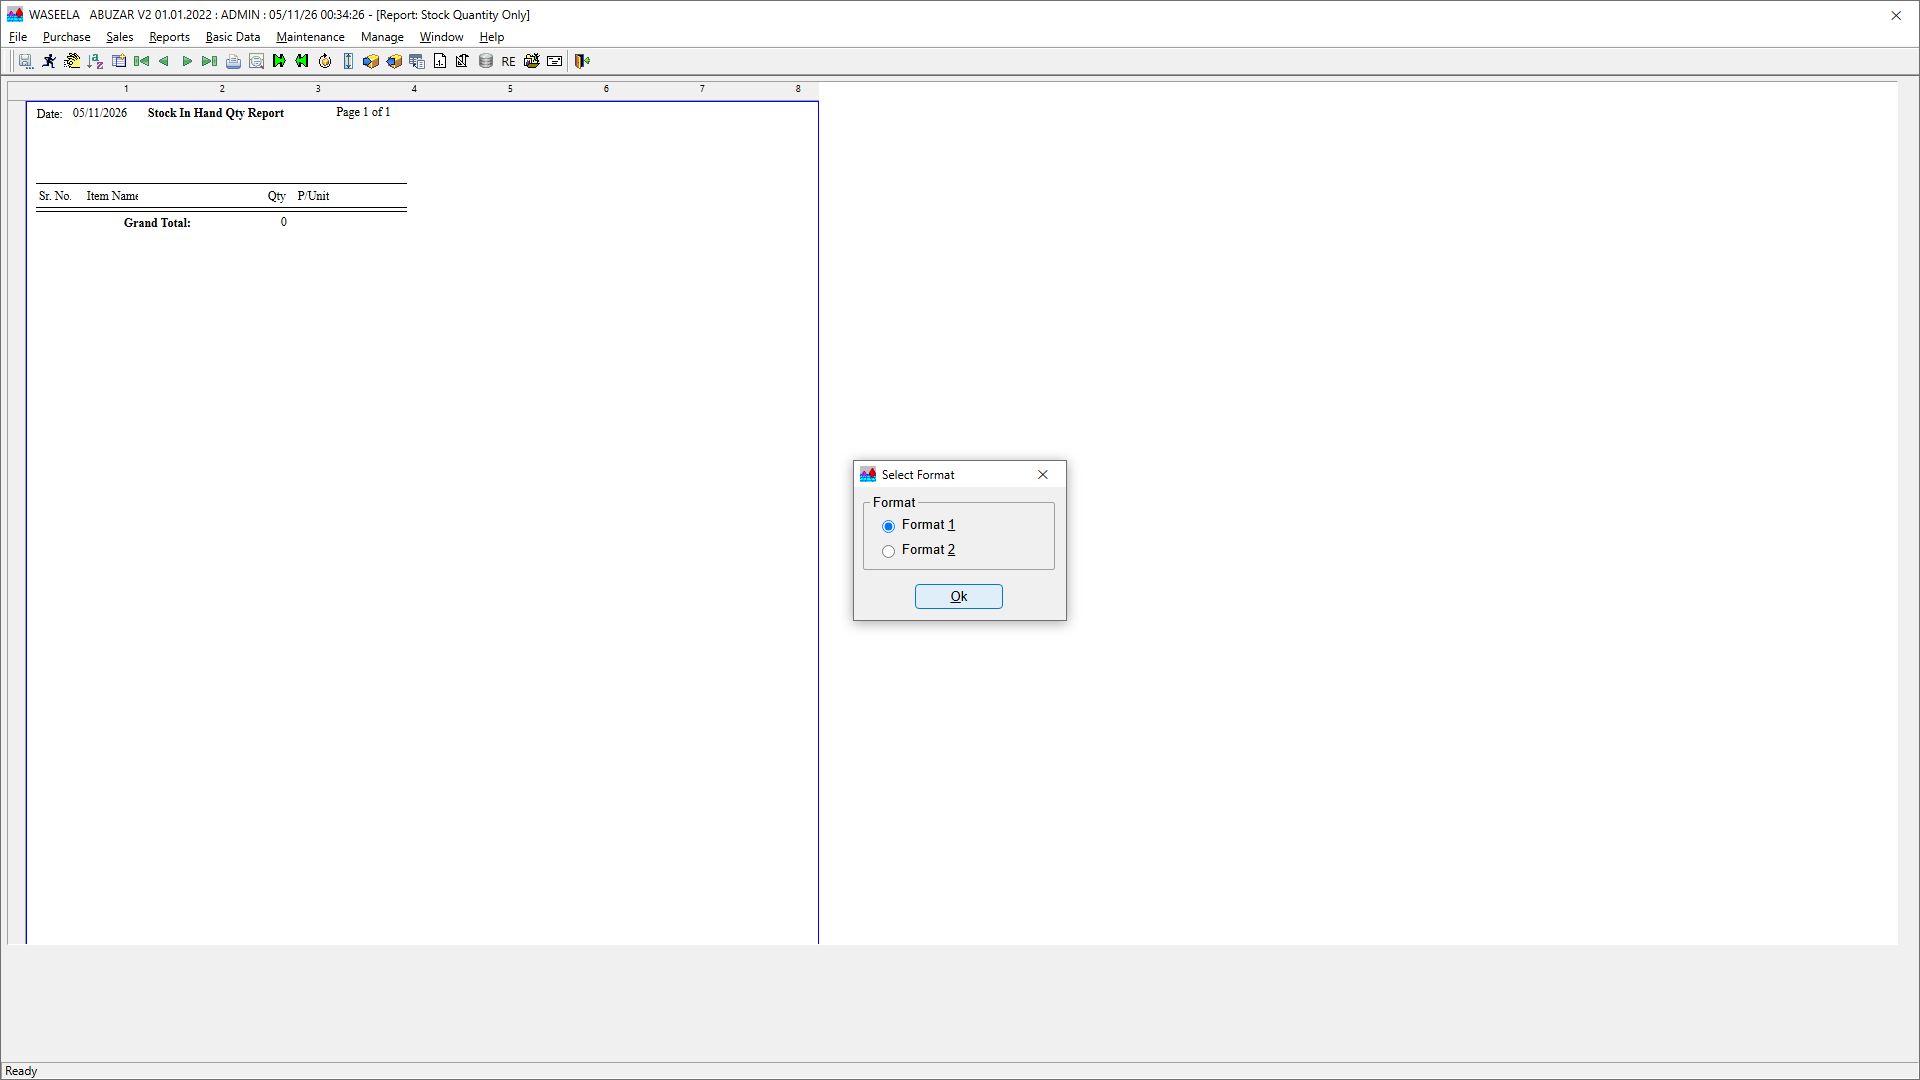 WASEELA   ABUZAR V2 01.01.2022 : ADMIN : 05/11/26 00:34:26 - [Report: Stock Quantity Only]
File Purchase Sales Reports Basic Data Maintenance Manage Window Help
RE
1 2 3 4 5 6 7 8
Date: 05/11/2026 Stock In Hand Qty Report Page 1 of 1
Sr. No. Item Name Qty P/Unit
Grand Total: 0
Select Format
Format
Format 1
Format 2
Ok
Ready